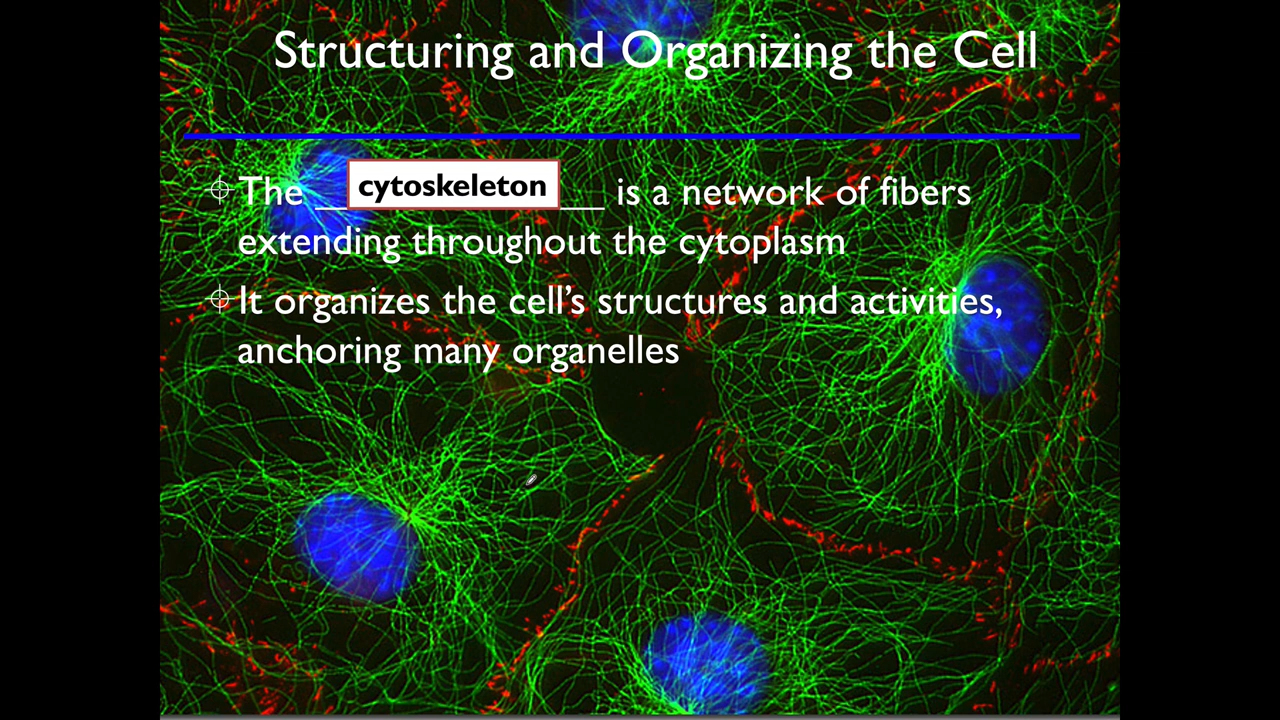 Structuring and Organizing the Cell
The __cytoskeleton__ is a network of fibers
extending throughout the cytoplasm
It organizes the cell’s structures and activities,
anchoring many organelles